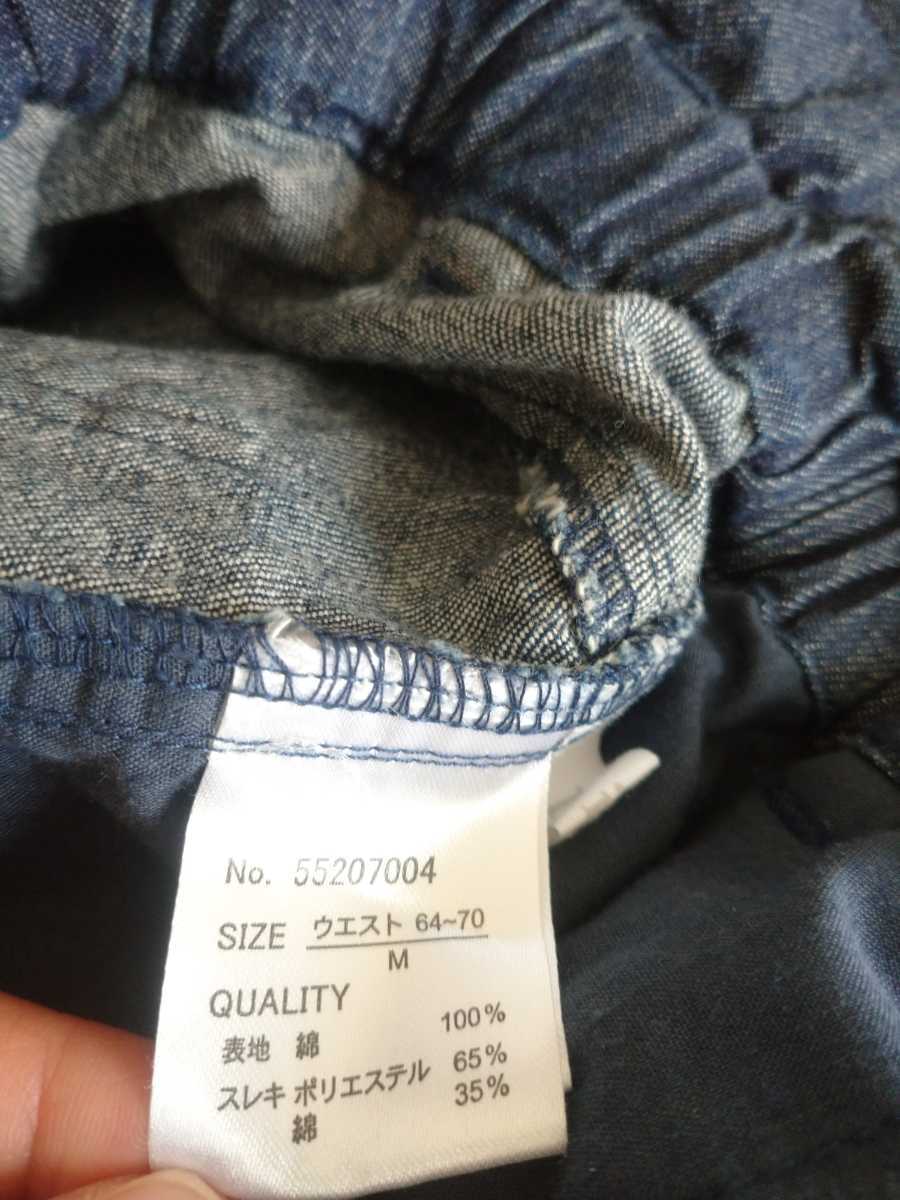 No. 55207004
SIZE ウエスト 64~70
M
QUALITY
表地 綿 100%
スレキ ポリエステル 65%
綿 35%